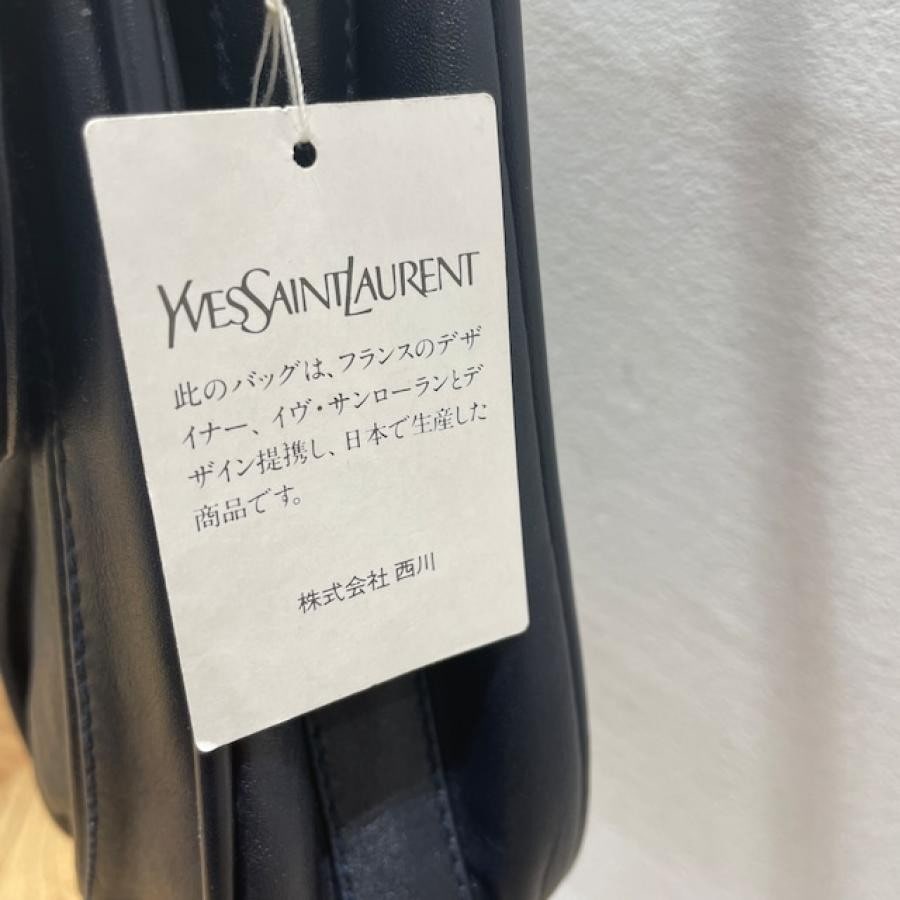 YVESSAINTLAURENT
此のバッグは、フランスのデザ
イナー、イヴ・サンローランとデ
ザイン提携し、日本で生産した
商品です。
株式会社 西川